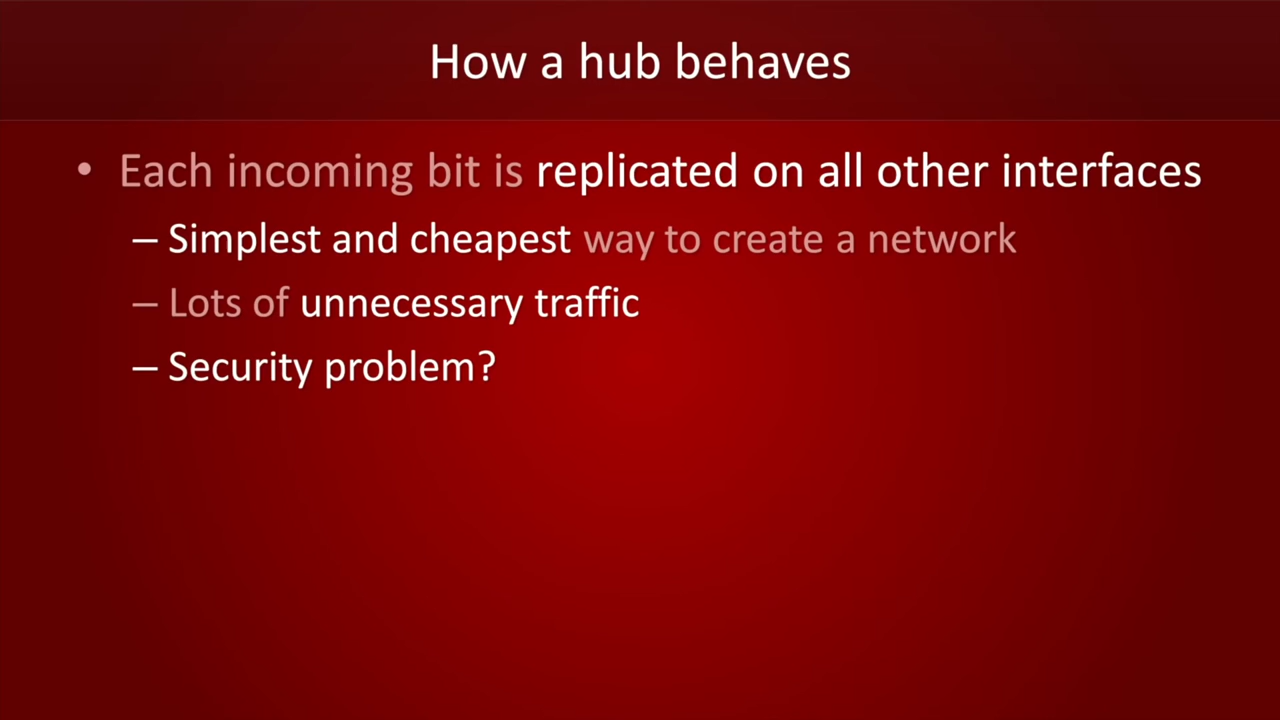 How a hub behaves
• Each incoming bit is replicated on all other interfaces
– Simplest and cheapest way to create a network
– Lots of unnecessary traffic
– Security problem?